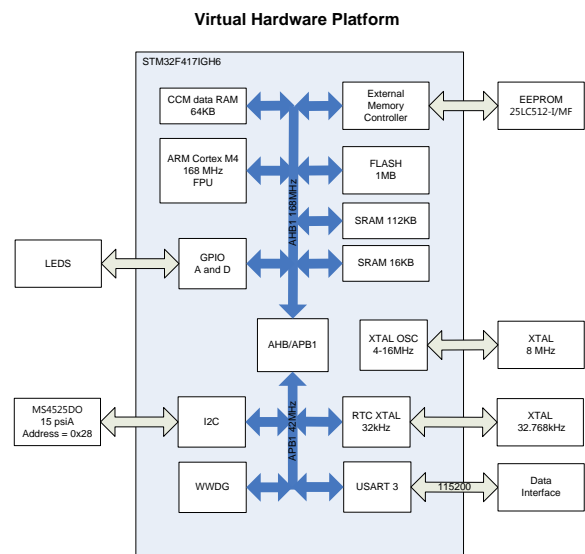 Virtual Hardware Platform
STM32F417IGH6
CCM data RAM
64KB
External
Memory
Controller
EEPROM
25LC512-I/MF
ARM Cortex M4
168 MHz
FPU
FLASH
1MB
AHB1 168MHz
SRAM 112KB
LEDS
GPIO
A and D
SRAM 16KB
AHB/APB1
XTAL OSC
4-16MHz
XTAL
8 MHz
MS4525DO
15 psiA
Address = 0x28
I2C
APB1 42MHz
RTC XTAL
32kHz
XTAL
32.768kHz
WWDG
USART 3
115200
Data
Interface